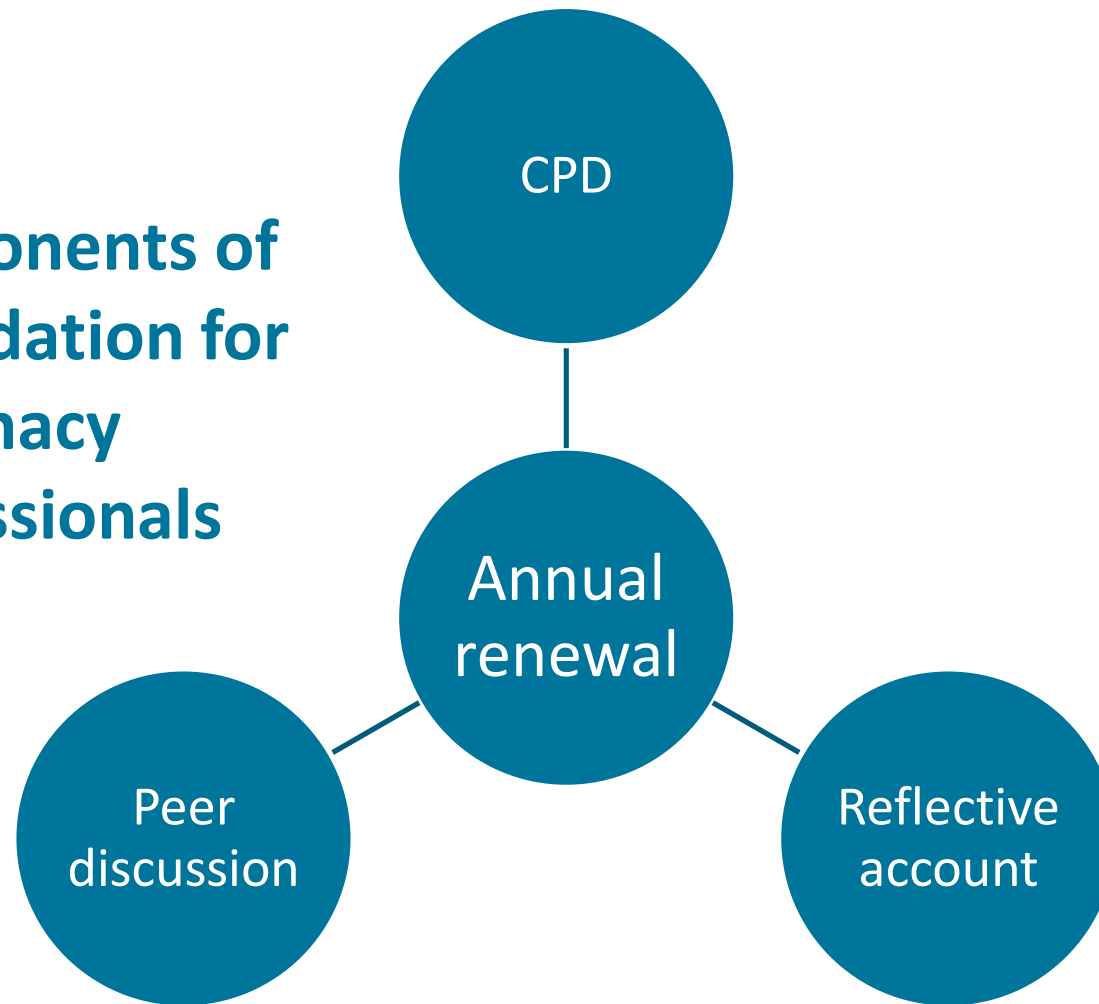 CPD
onents of
dation for
nacy
ssionals
Annual
renewal
Peer
discussion
Reflective
account